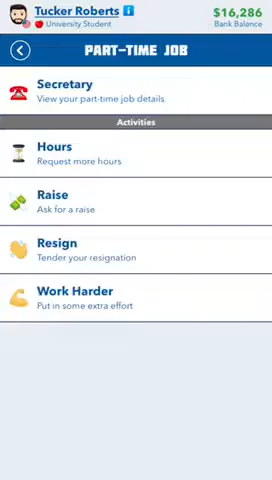 Tucker Roberts
$16,286
University Student
Bank Balance
PART-TIME JOB
Secretary
View your part-time job details
Activities
Hours
Request more hours
Raise
Ask for a raise
Resign
Tender your resignation
Work Harder
Put in some extra effort